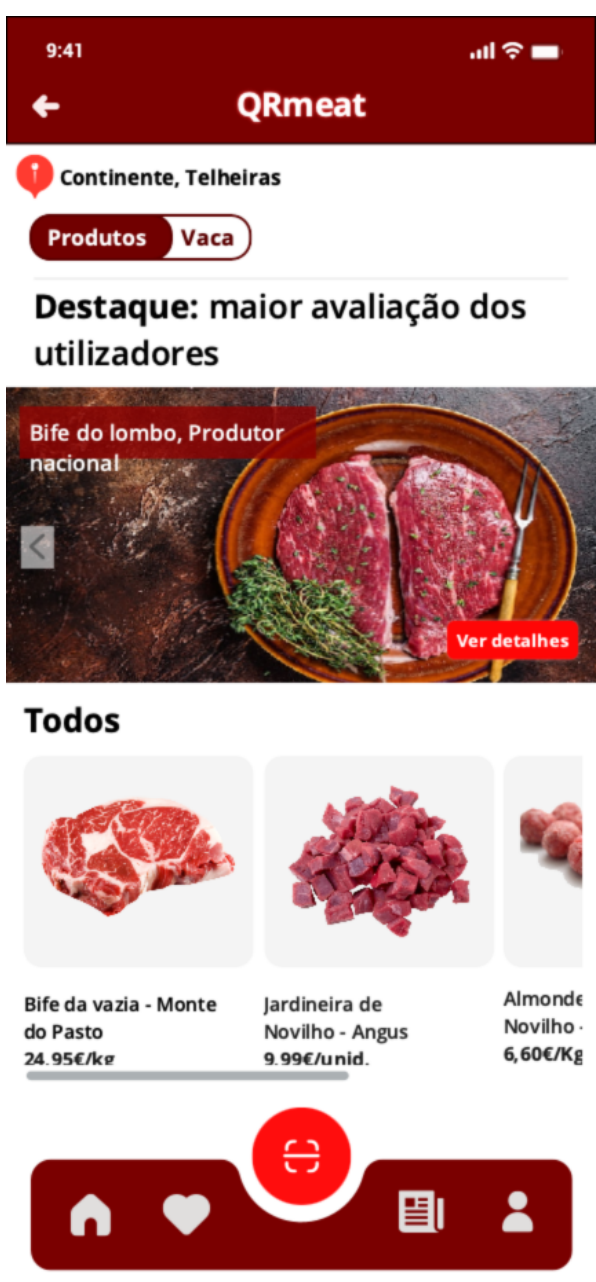 9:41
QRmeat
Continente, Telheiras
Produtos
Vaca
Destaque: maior avaliação dos
utilizadores
Bife do lombo, Produtor
nacional
Ver detalhes
Todos
Bife da vazia - Monte
do Pasto
24,95€/kg
Jardineira de
Novilho - Angus
9,99€/unid.
Almonde
Novilho -
6,60€/Kg